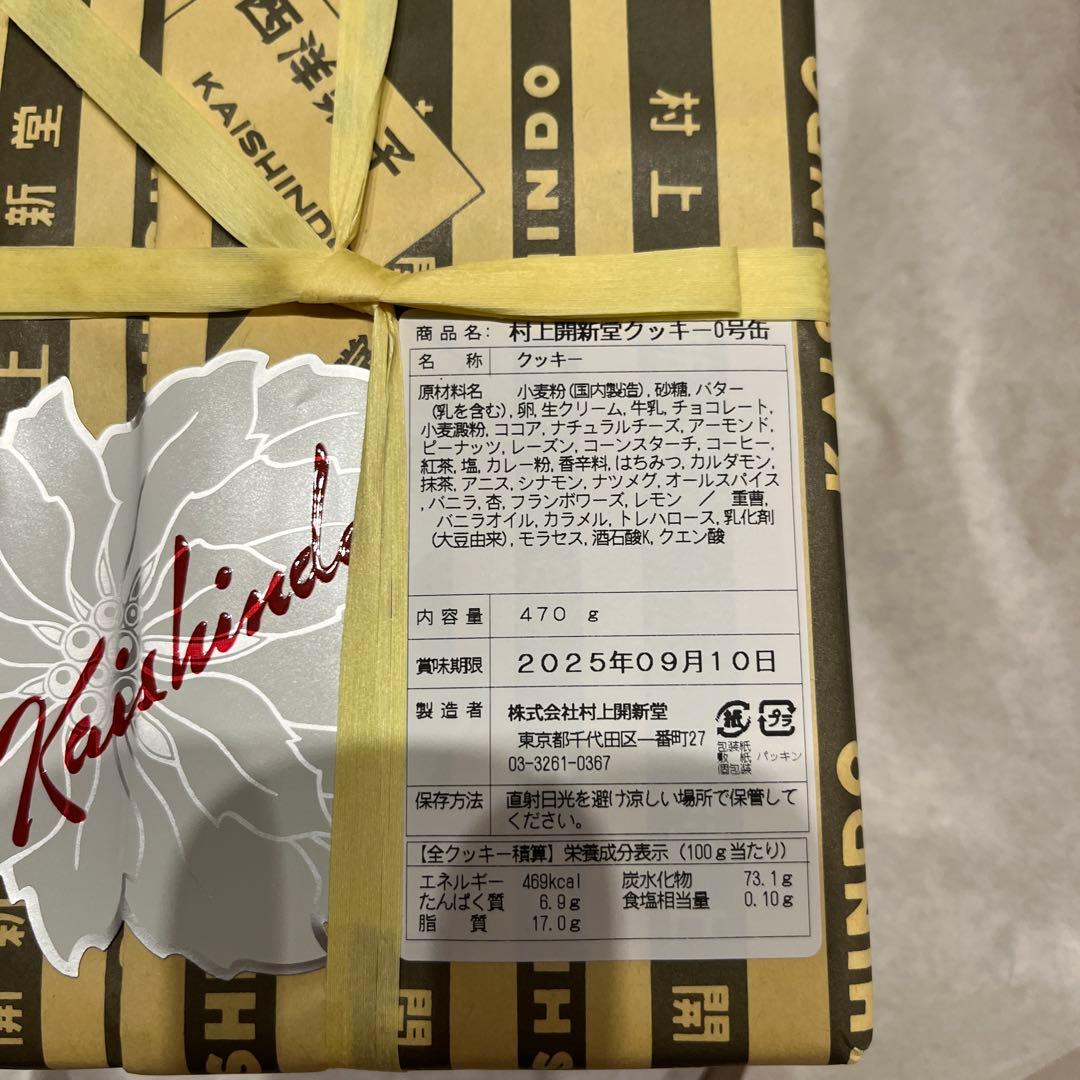 西洋菓子
KAISHINDO
新堂
村上
INDO
Kaishindo
商品名: 村上開新堂クッキー0号缶
名 称 クッキー
原材料名 小麦粉(国内製造),砂糖,バター
(乳を含む),卵,生クリーム,牛乳,チョコレート,
小麦澱粉,ココア,ナチュラルチーズ,アーモンド,
ピーナッツ,レーズン,コーンスターチ,コーヒー,
紅茶,塩,カレー粉,香辛料,はちみつ,カルダモン,
抹茶,アニス,シナモン,ナツメグ,オールスパイス
,バニラ,杏,フランボワーズ,レモン ／ 重曹,
バニラオイル,カラメル,トレハロース,乳化剤
(大豆由来),モラセス,酒石酸K,クエン酸
内容量 470 g
賞味期限 2025年09月10日
製造者 株式会社村上開新堂
東京都千代田区一番町27
03-3261-0367
紙 プラ
包装紙
敷 紙 パッキン
個包装
保存方法 直射日光を避け涼しい場所で保管して
ください。
【全クッキー積算】栄養成分表示(100g当たり)
エネルギー 469kcal 炭水化物 73.1g
たんぱく質 6.9g 食塩相当量 0.10g
脂 質 17.0g
開
開
HINDO